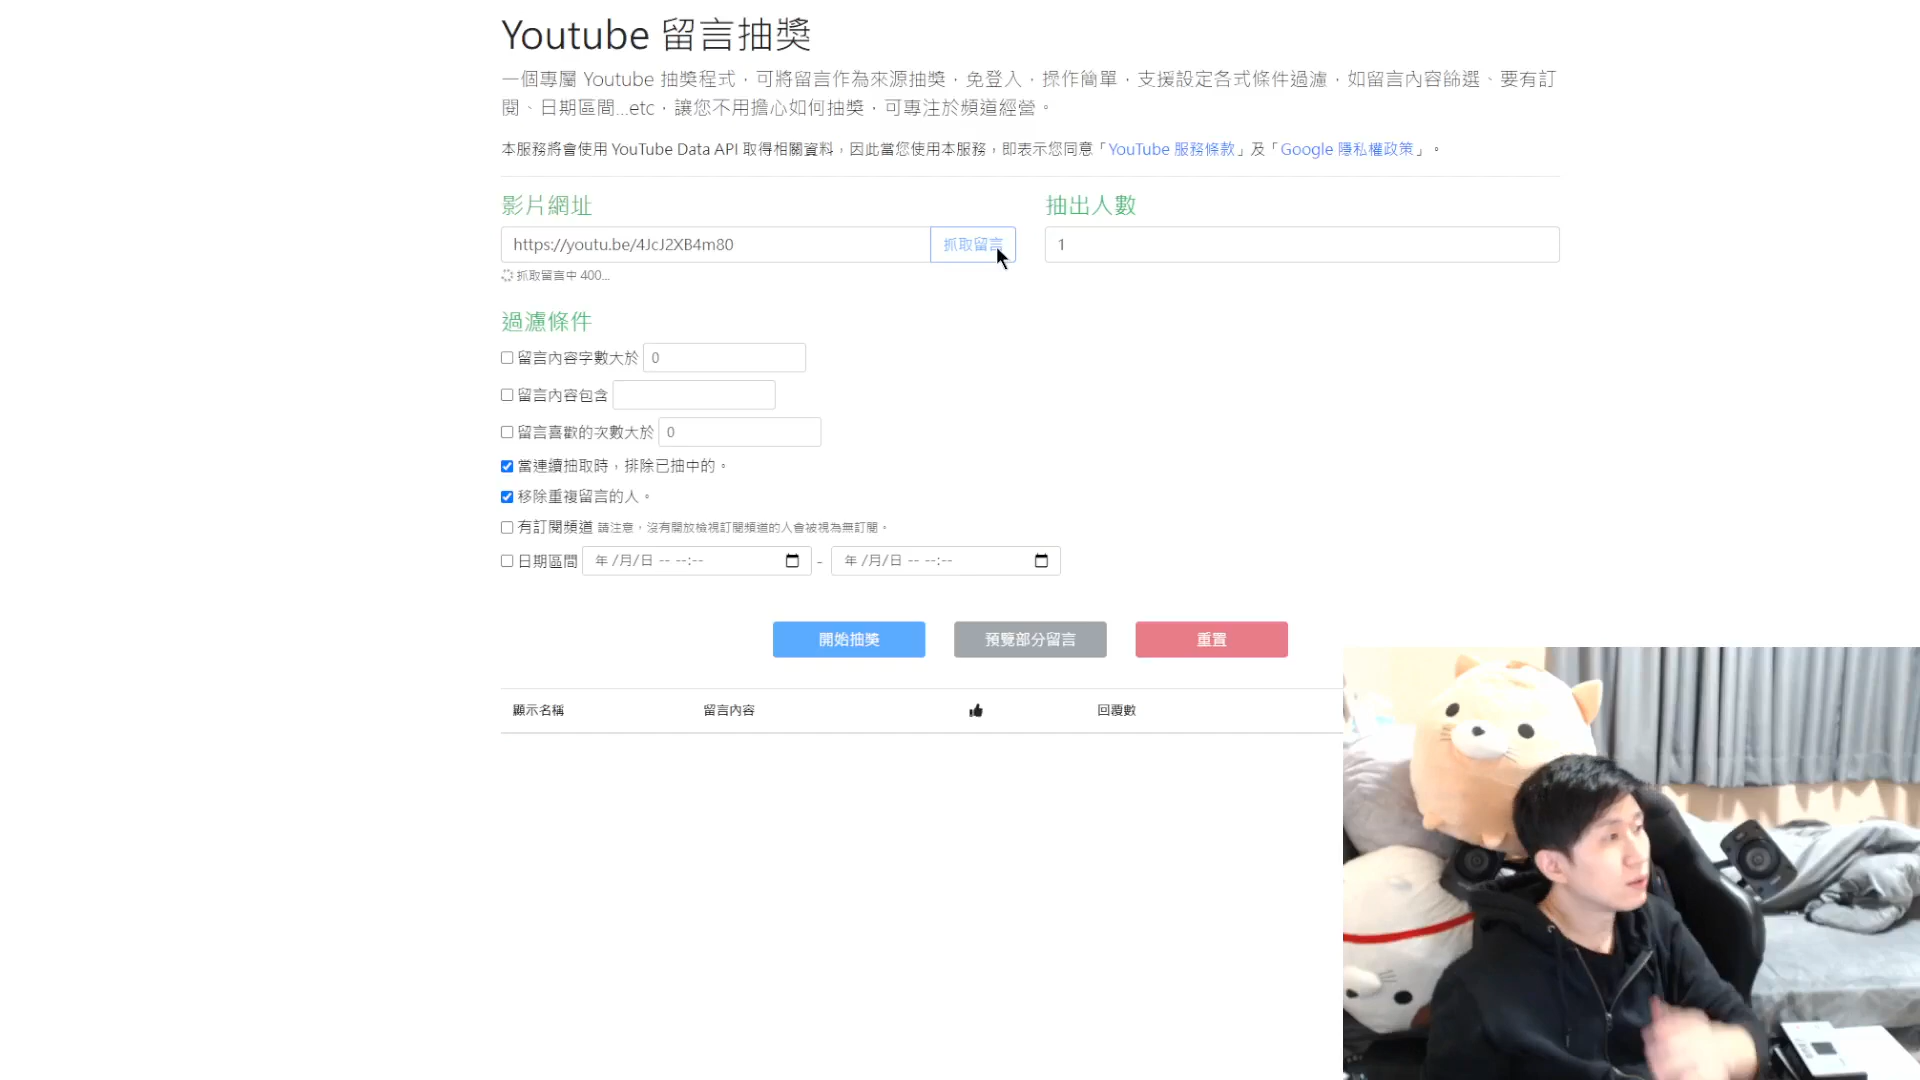 Youtube 留言抽獎
一個專屬 Youtube 抽獎程式，可將留言作為來源抽獎，免登入，操作簡單，支援設定各式條件過濾，如留言內容篩選、要有訂
閱、日期區間...etc，讓您不用擔心如何抽獎，可專注於頻道經營。
本服務將會使用 YouTube Data API 取得相關資料，因此當您使用本服務，即表示您同意「YouTube 服務條款」及「Google 隱私權政策」。
影片網址
抽出人數
https://youtu.be/4JcJ2XB4m80
抓取留言
1
抓取留言中 400...
過濾條件
留言內容字數大於 0
留言內容包含
留言喜歡的次數大於 0
當連續抽取時，排除已抽中的。
移除重複留言的人。
有訂閱頻道 請注意，沒有開放檢視訂閱頻道的人會被視為無訂閱。
日期區間 年 /月/日 -- --:-- - 年 /月/日 -- --:--
開始抽獎
預覽部分留言
重置
顯示名稱
留言內容
回覆數